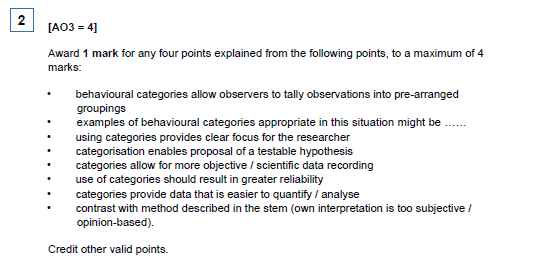 2
[AO3 = 4]
Award 1 mark for any four points explained from the following points, to a maximum of 4
marks:
• behavioural categories allow observers to tally observations into pre-arranged
groupings
• examples of behavioural categories appropriate in this situation might be ……
• using categories provides clear focus for the researcher
• categorisation enables proposal of a testable hypothesis
• categories allow for more objective / scientific data recording
• use of categories should result in greater reliability
• categories provide data that is easier to quantify / analyse
• contrast with method described in the stem (own interpretation is too subjective /
opinion-based).
Credit other valid points.